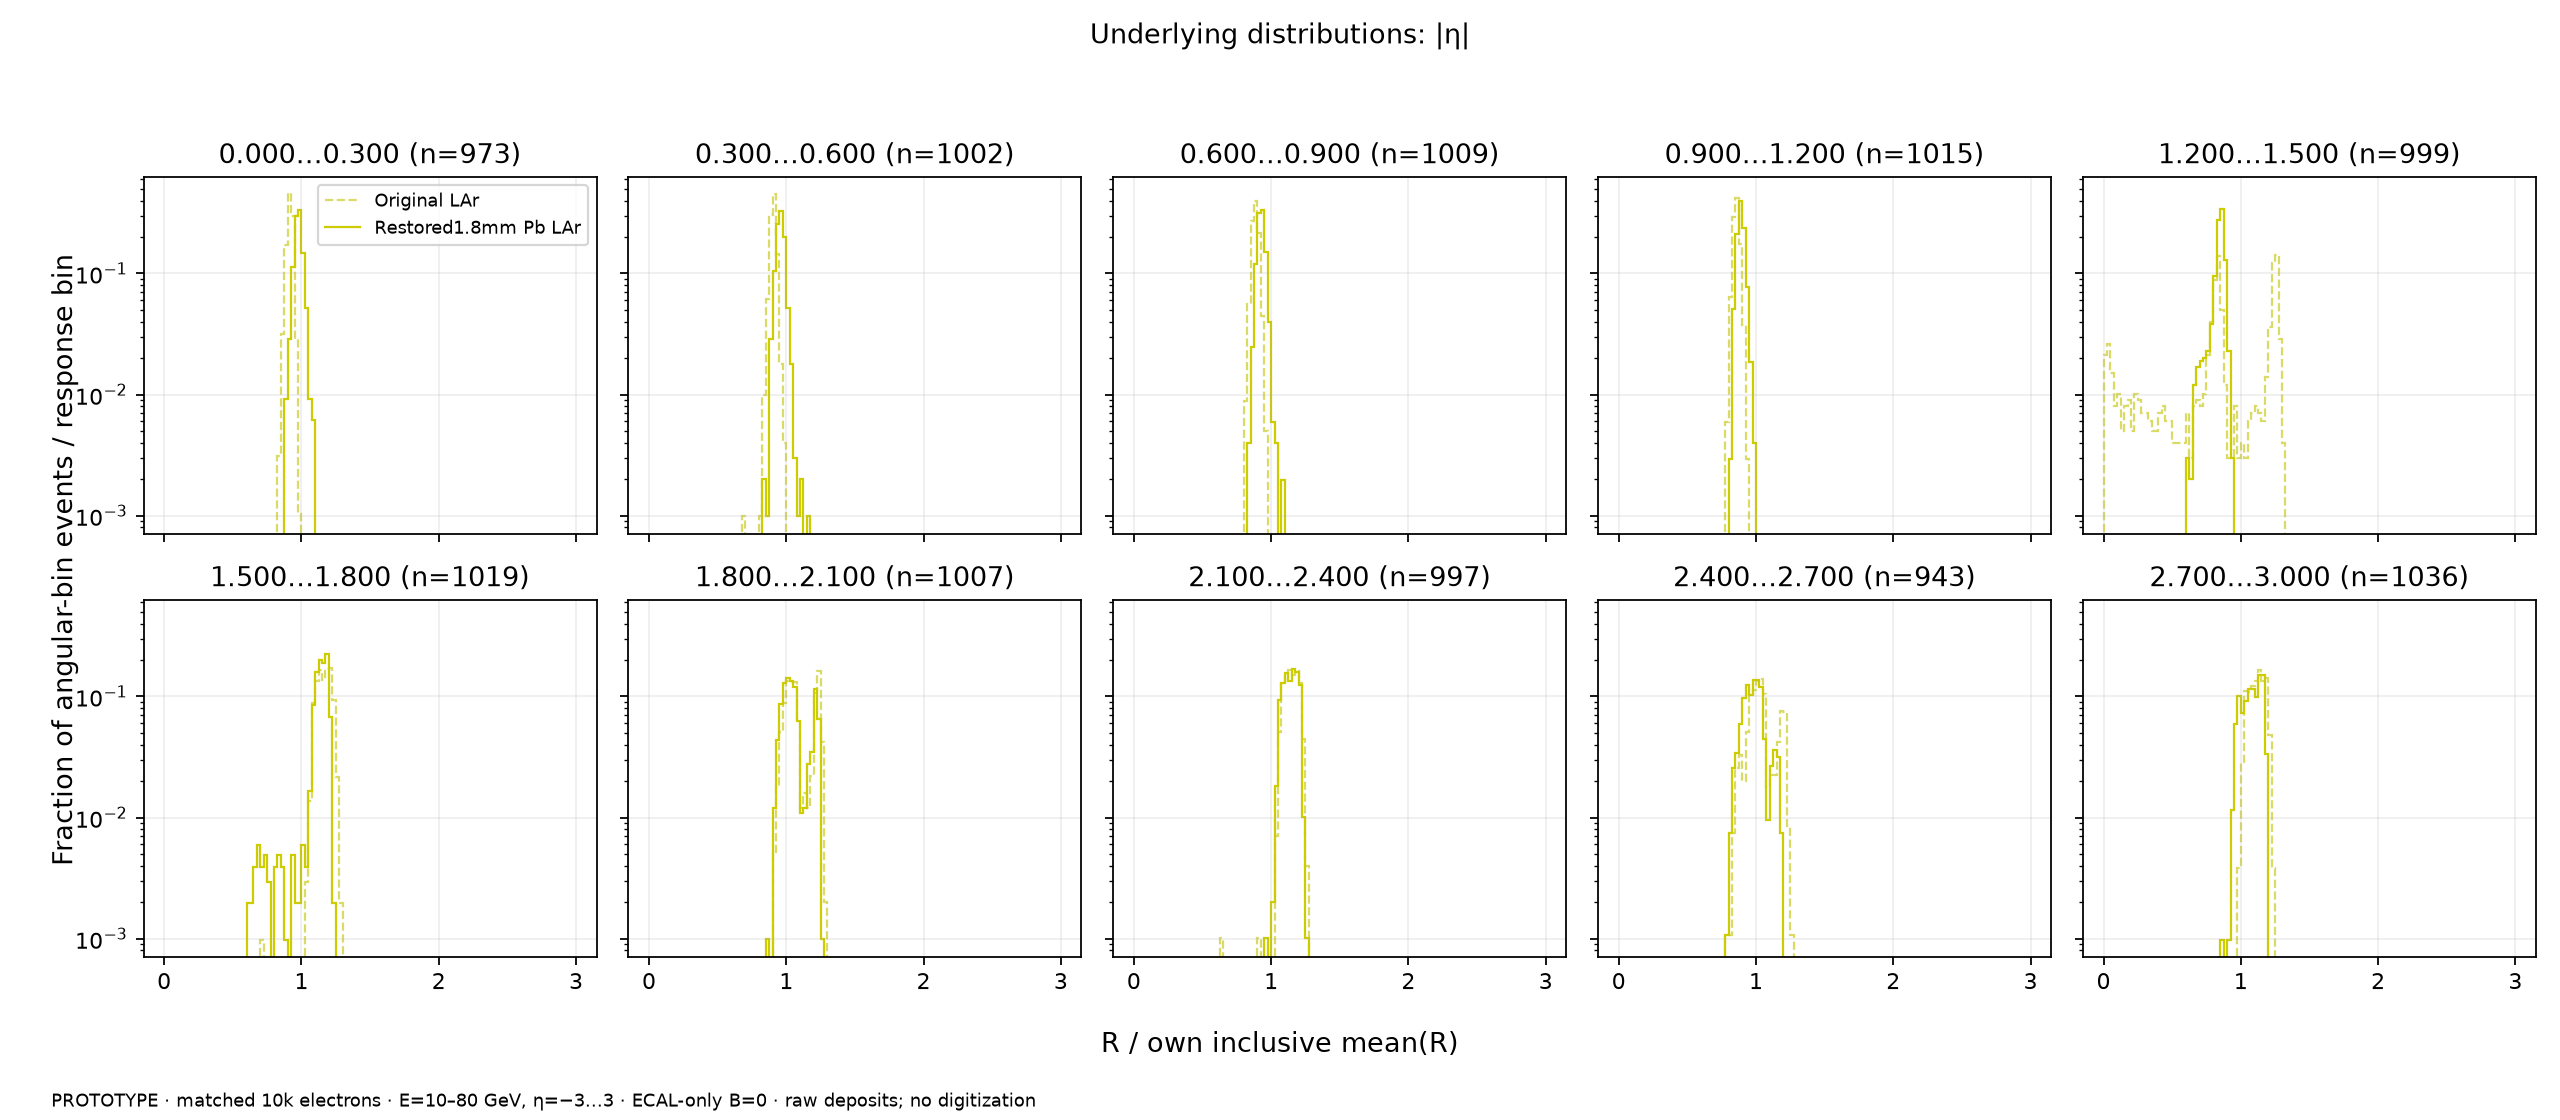 Underlying distributions: |η|
0.000...0.300 (n=973)
0.300...0.600 (n=1002)
0.600...0.900 (n=1009)
0.900...1.200 (n=1015)
1.200...1.500 (n=999)
Original LAr
Restored1.8mm Pb LAr
10⁻¹
10⁻²
10⁻³
Fraction of angular-bin events / response bin
1.500...1.800 (n=1019)
1.800...2.100 (n=1007)
2.100...2.400 (n=997)
2.400...2.700 (n=943)
2.700...3.000 (n=1036)
10⁻¹
10⁻²
10⁻³
0 1 2 3
0 1 2 3
0 1 2 3
0 1 2 3
0 1 2 3
R / own inclusive mean(R)
PROTOTYPE · matched 10k electrons · E=10–80 GeV, η=−3...3 · ECAL-only B=0 · raw deposits; no digitization